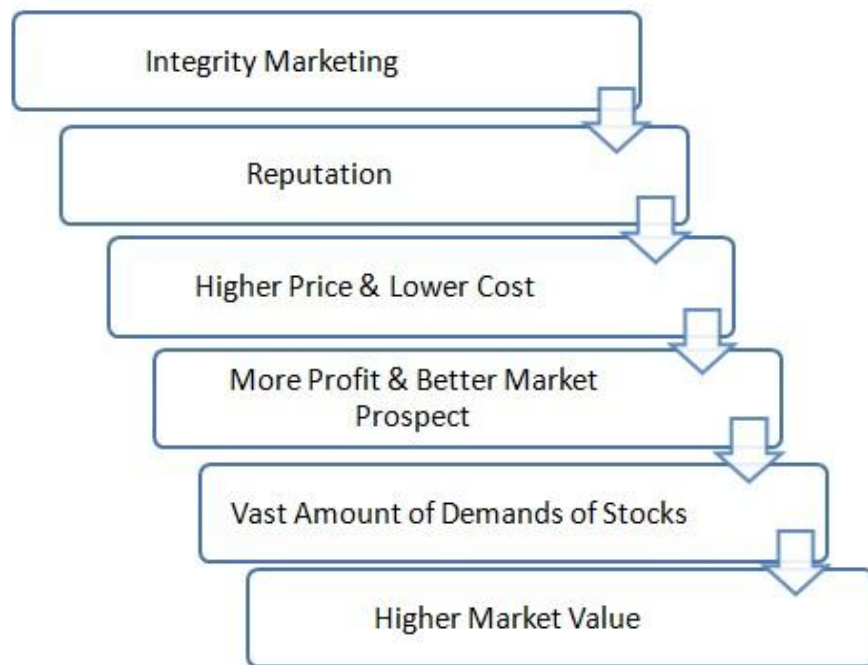 Integrity Marketing
Reputation
Higher Price & Lower Cost
More Profit & Better Market
Prospect
Vast Amount of Demands of Stocks
Higher Market Value